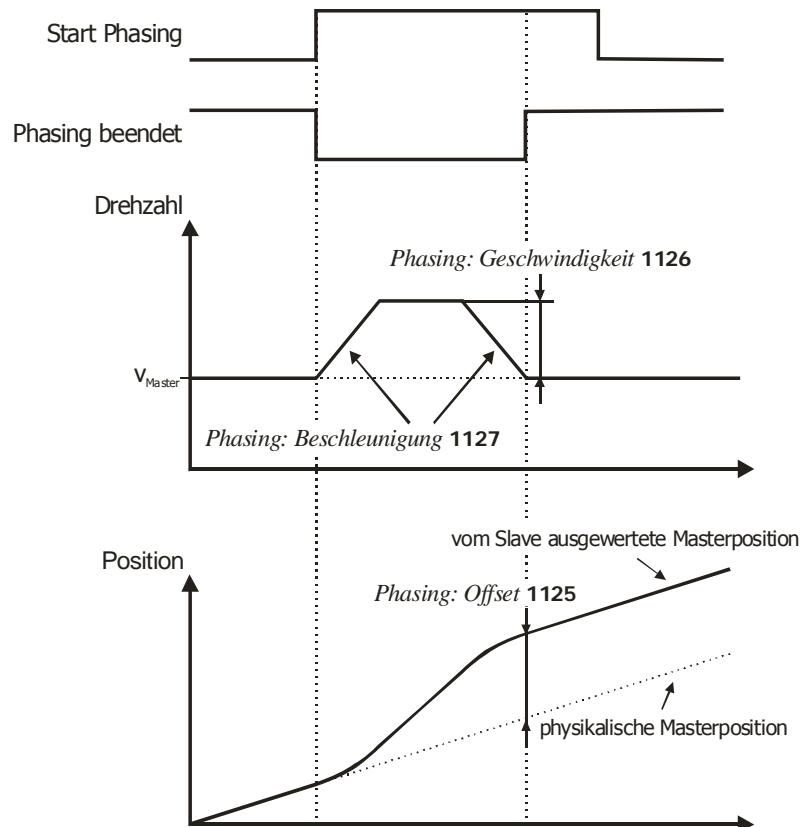 Start Phasing
Phasing beendet
Drehzahl
Phasing: Geschwindigkeit 1126
vMaster
Phasing: Beschleunigung 1127
vom Slave ausgewertete Masterposition
Position
Phasing: Offset 1125
physikalische Masterposition